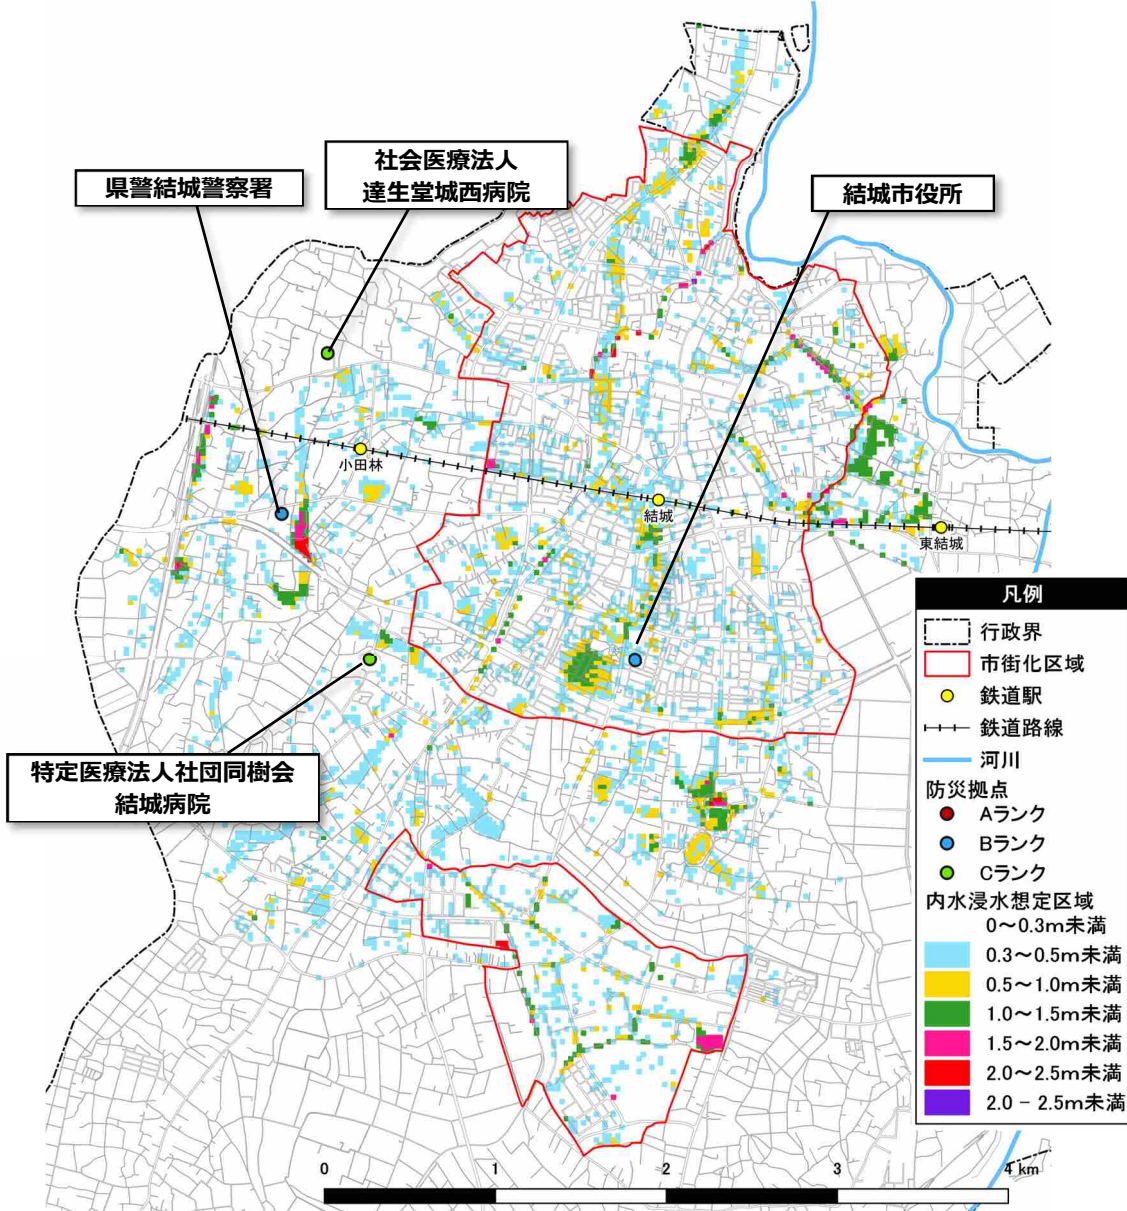 社会医療法人
達生堂城西病院
県警結城警察署
結城市役所
小田林
結城
東結城
特定医療法人社団同樹会
結城病院
凡例
行政界
市街化区域
鉄道駅
鉄道路線
河川
防災拠点
Aランク
Bランク
Cランク
内水浸水想定区域
0～0.3m未満
0.3～0.5m未満
0.5～1.0m未満
1.0～1.5m未満
1.5～2.0m未満
2.0～2.5m未満
2.0 - 2.5m未満
0 1 2 3 4 km